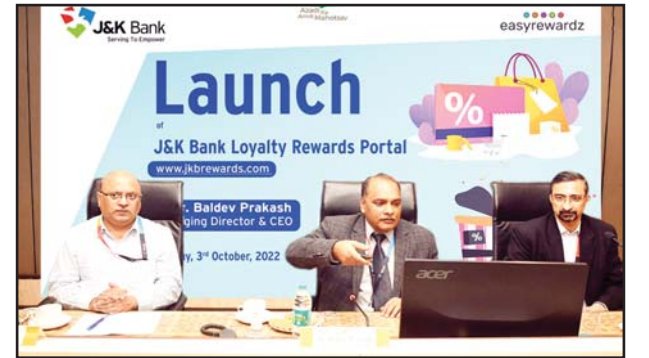 J&K Bank
Serving To Empower
Azadi Ka
Amrit Mahotsav
easyrewardz
Launch
of
J&K Bank Loyalty Rewards Portal
www.jkbrewards.com
%
r. Baldev Prakash
ging Director & CEO
%
y, 3rd October, 2022
acer